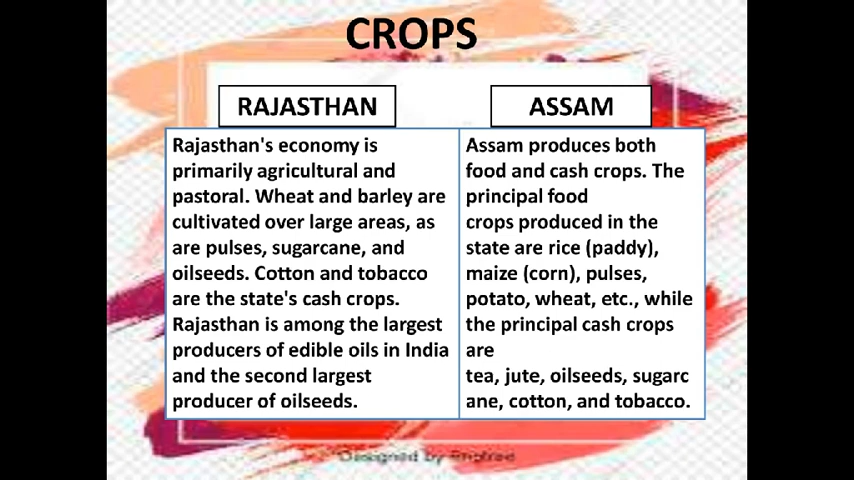 CROPS
RAJASTHAN
Rajasthan's economy is
primarily agricultural and
pastoral. Wheat and barley are
cultivated over large areas, as
are pulses, sugarcane, and
oilseeds. Cotton and tobacco
are the state's cash crops.
Rajasthan is among the largest
producers of edible oils in India
and the second largest
producer of oilseeds.
ASSAM
Assam produces both
food and cash crops. The
principal food
crops produced in the
state are rice (paddy),
maize (corn), pulses,
potato, wheat, etc., while
the principal cash crops
are
tea, jute, oilseeds, sugarc
ane, cotton, and tobacco.
Designed by Pngtree